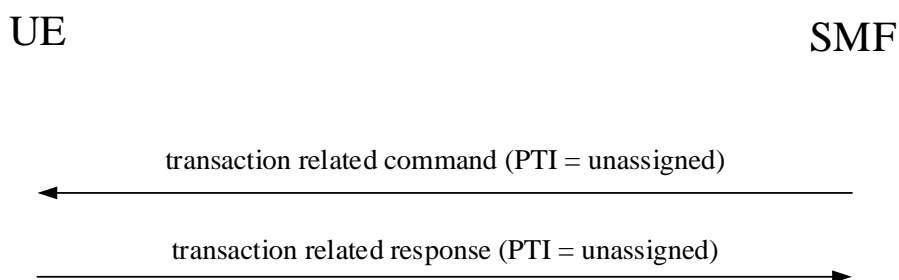 UE
SMF
transaction related command (PTI = unassigned)
transaction related response (PTI = unassigned)